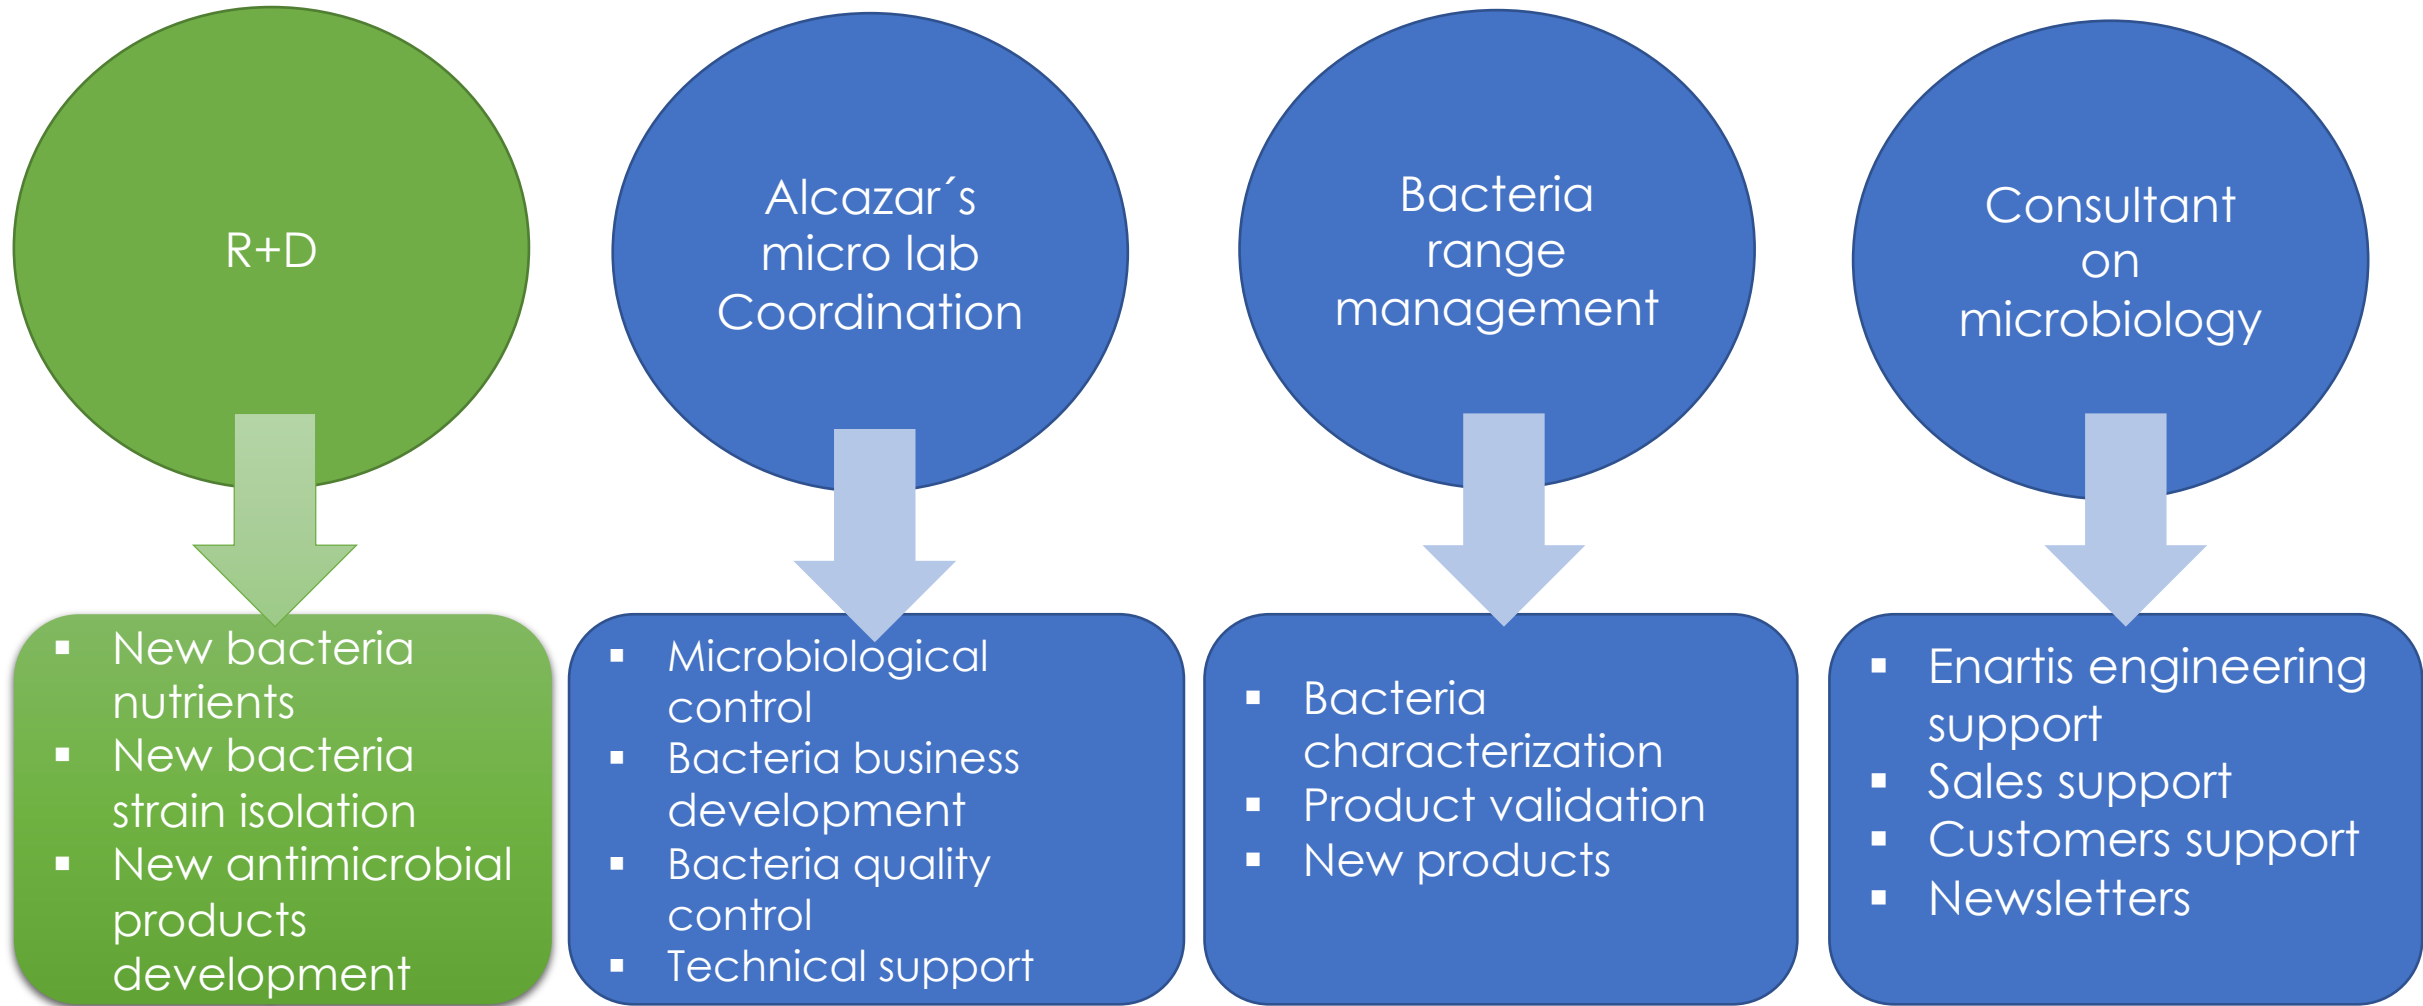 R+D
Alcazar´s
micro lab
Coordination
Bacteria
range
management
Consultant
on
microbiology
▪ New bacteria
nutrients
▪ New bacteria
strain isolation
▪ New antimicrobial
products
development
▪ Microbiological
control
▪ Bacteria business
development
▪ Bacteria quality
control
▪ Technical support
▪ Bacteria
characterization
▪ Product validation
▪ New products
▪ Enartis engineering
support
▪ Sales support
▪ Customers support
▪ Newsletters